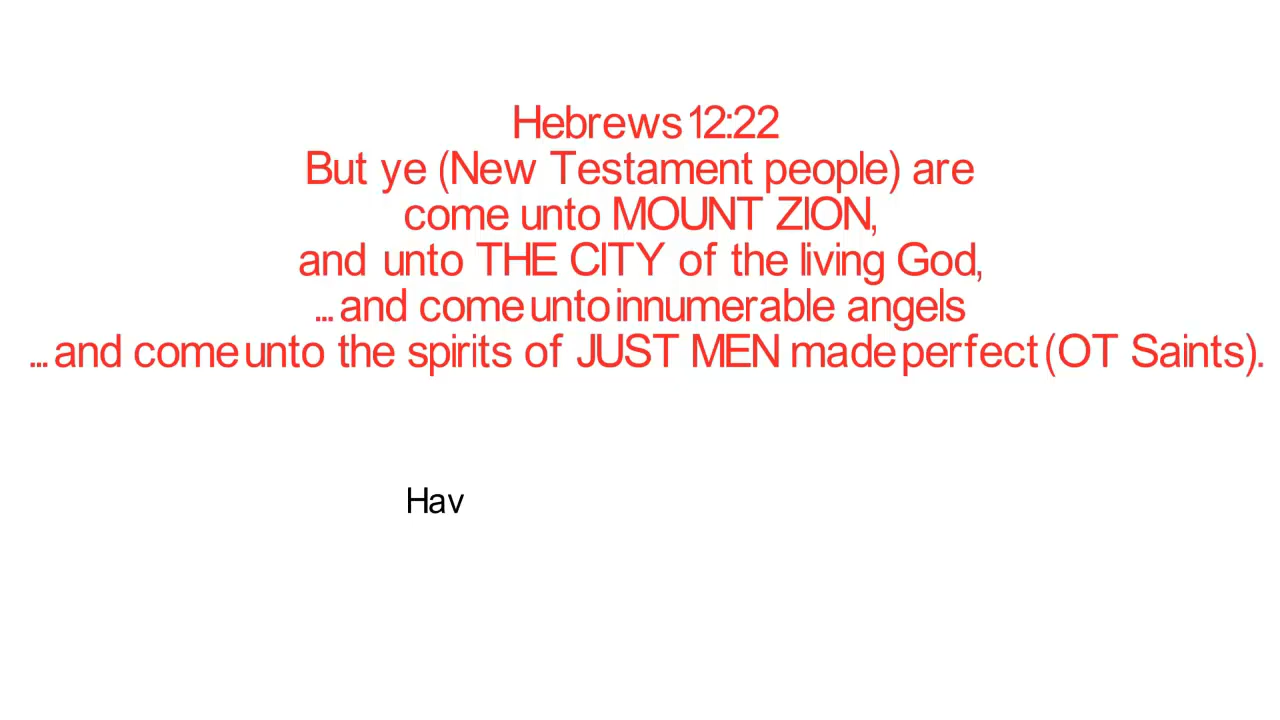 Hebrews 12:22
But ye (New Testament people) are
come unto MOUNT ZION,
and unto THE CITY of the living God,
... and come unto innumerable angels
... and come unto the spirits of JUST MEN made perfect (OT Saints).
Hav